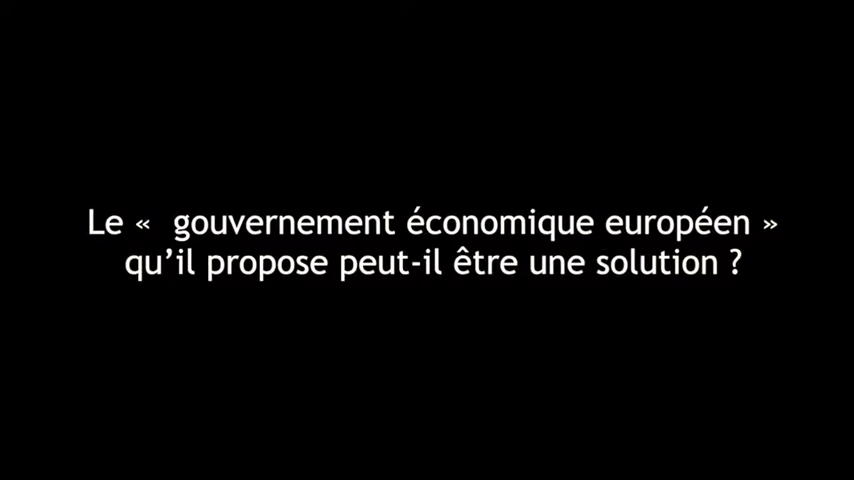 Le «  gouvernement économique européen »
qu’il propose peut-il être une solution ?